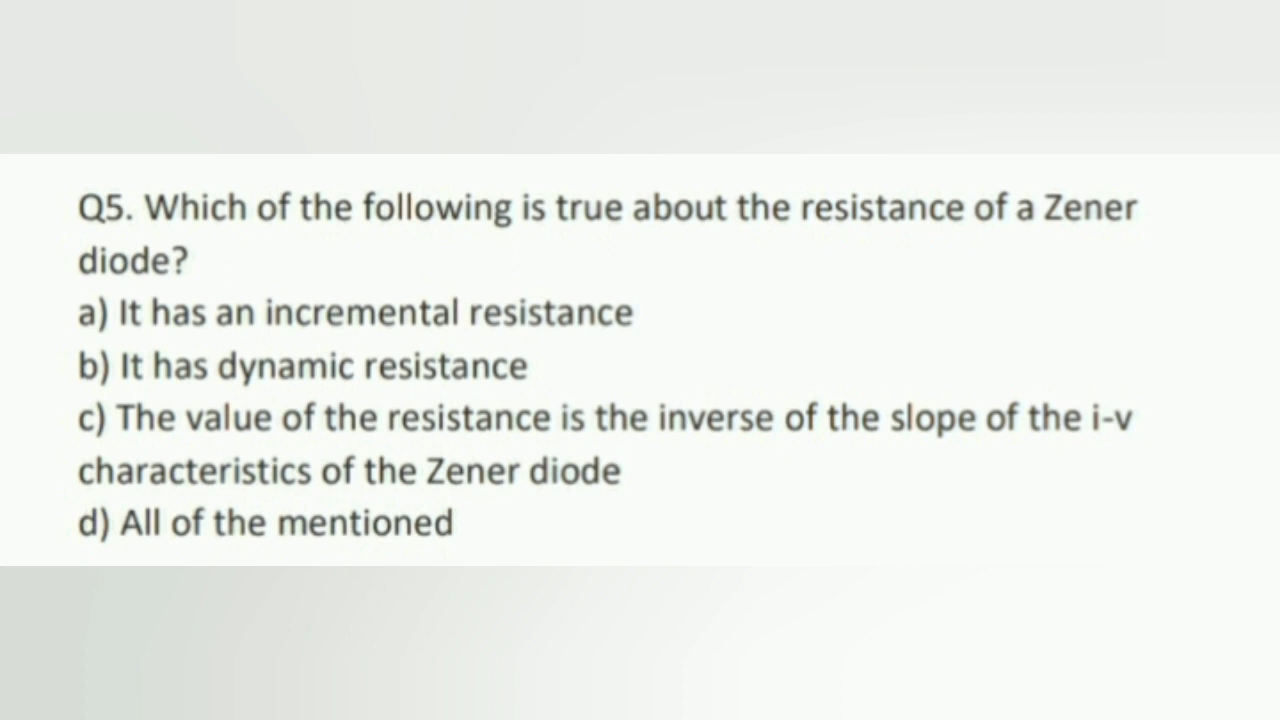 Q5. Which of the following is true about the resistance of a Zener
diode?
a) It has an incremental resistance
b) It has dynamic resistance
c) The value of the resistance is the inverse of the slope of the i-v
characteristics of the Zener diode
d) All of the mentioned